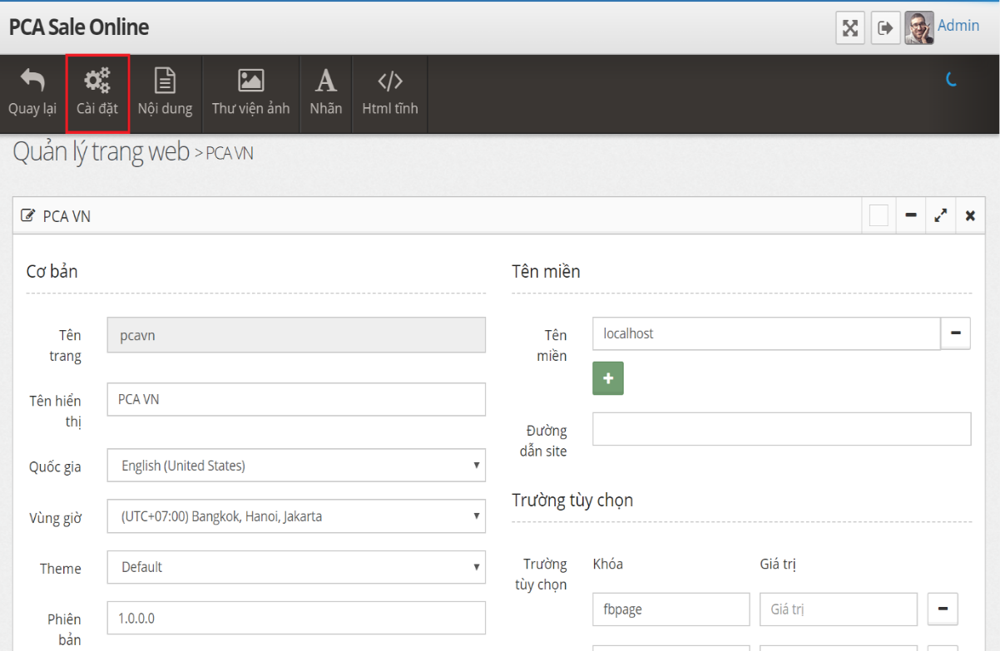 PCA Sale Online
Admin
Quay lại
Cài đặt
Nội dung
Thư viện ảnh
Nhãn
Html tĩnh
Quản lý trang web > PCA VN
PCA VN
Cơ bản
Tên trang
pcavn
Tên hiển thị
PCA VN
Quốc gia
English (United States)
Vùng giờ
(UTC+07:00) Bangkok, Hanoi, Jakarta
Theme
Default
Phiên bản
1.0.0.0
Tên miền
Tên miền
localhost
Đường dẫn site
Trường tùy chọn
Trường tùy chọn
Khóa
Giá trị
fbpage
Giá trị